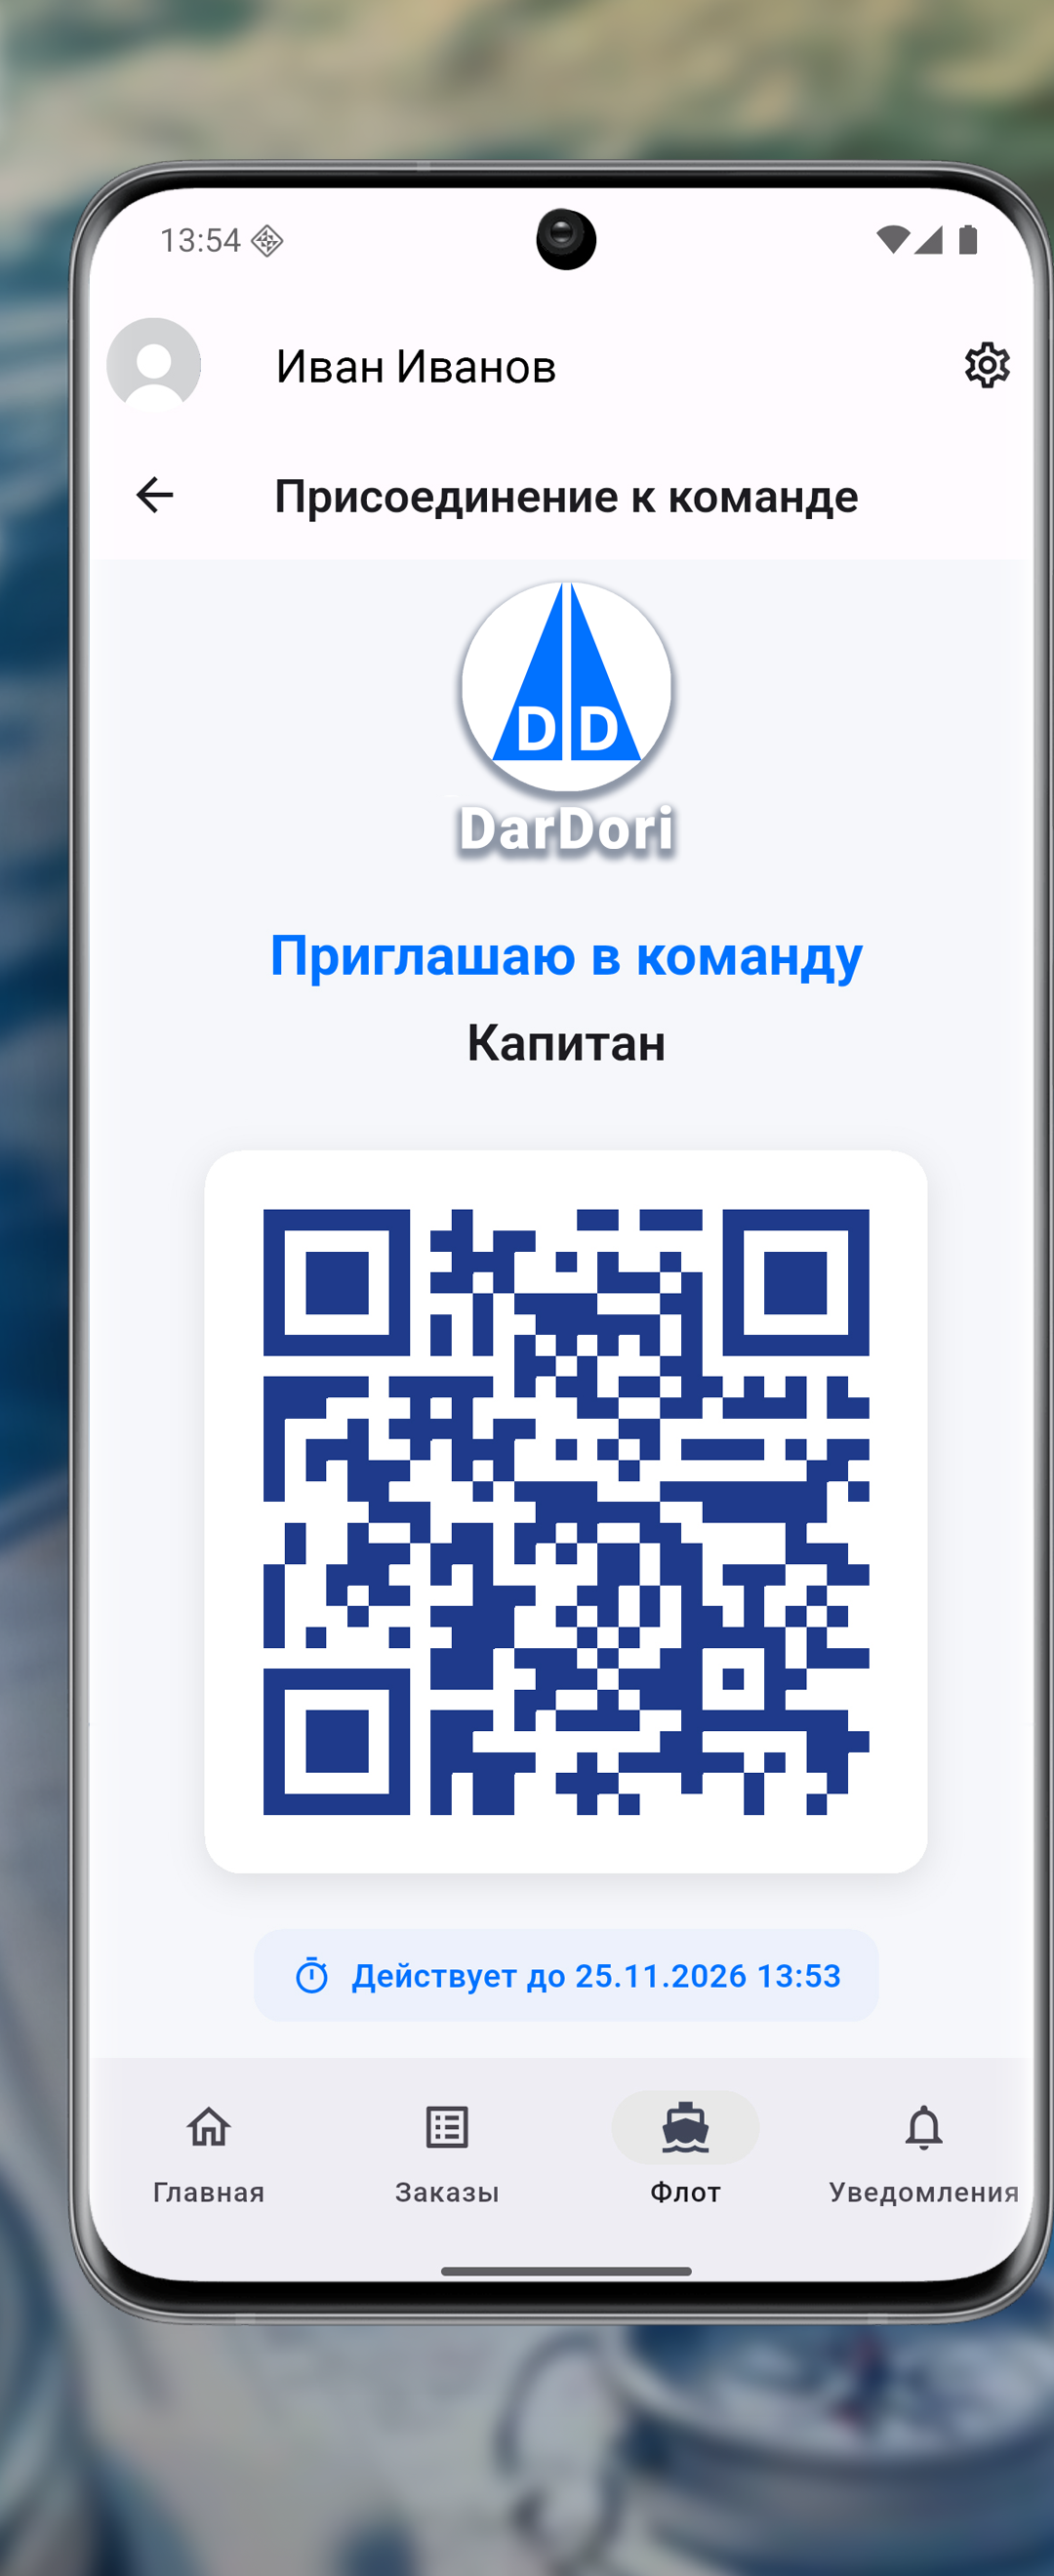 13:54
Иван Иванов
Присоединение к команде
D D
DarDori
Приглашаю в команду
Капитан
Действует до 25.11.2026 13:53
Главная Заказы Флот Уведомления